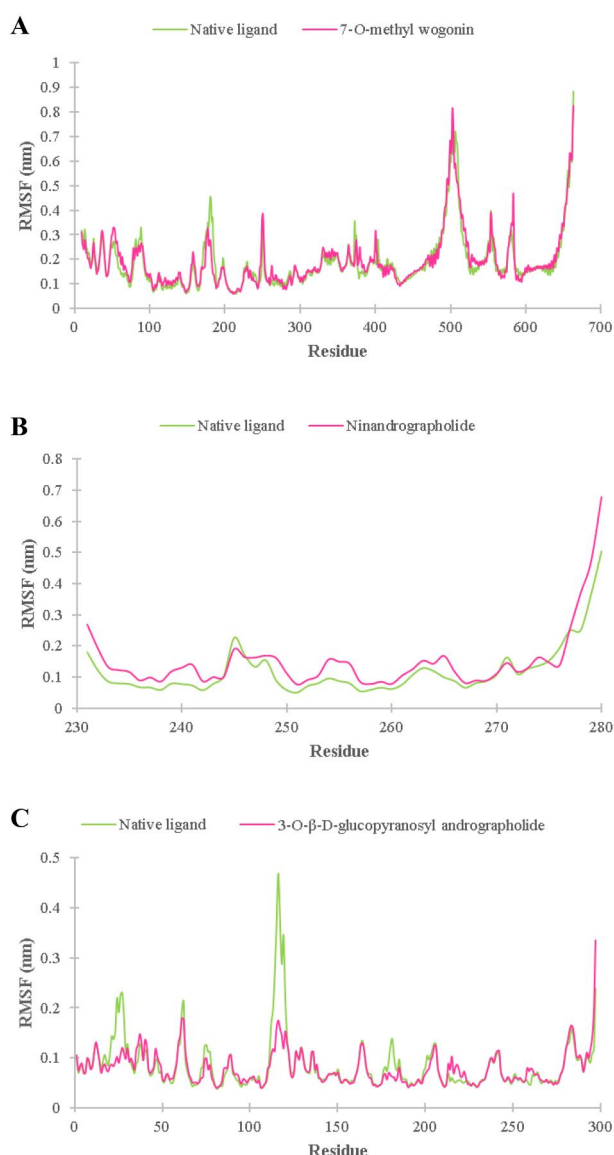 A
Native ligand 7-O-methyl wogonin
RMSF (nm)
1
0.9
0.8
0.7
0.6
0.5
0.4
0.3
0.2
0.1
0
0 100 200 300 400 500 600 700
Residue
B
Native ligand Ninandrographolide
RMSF (nm)
0.8
0.7
0.6
0.5
0.4
0.3
0.2
0.1
0
230 240 250 260 270 280
Residue
C
Native ligand 3-O-β-D-glucopyranosyl andrographolide
RMSF (nm)
0.5
0.4
0.3
0.2
0.1
0
0 50 100 150 200 250 300
Residue